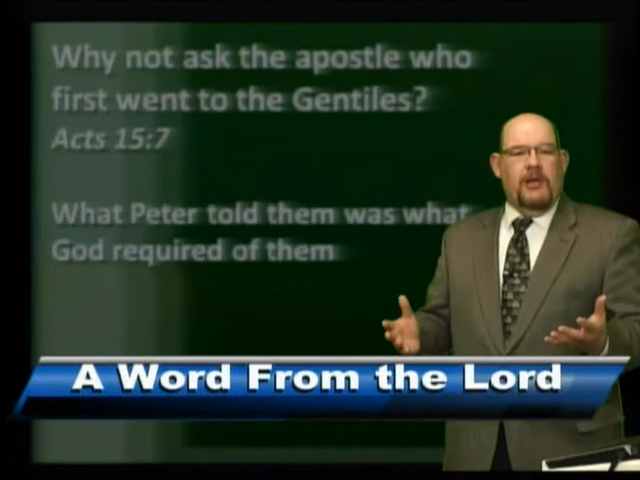 Why not ask the apostle who
first went to the Gentiles?
Acts 15:7
What Peter told them was what
God required of them
A Word From the Lord